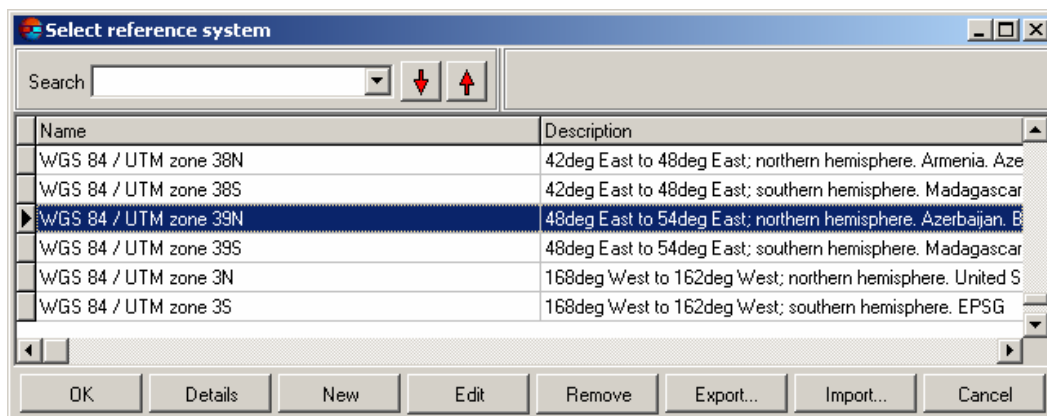 Select reference system
Search
Name Description
WGS 84 / UTM zone 38N 42deg East to 48deg East; northern hemisphere. Armenia. Aze
WGS 84 / UTM zone 38S 42deg East to 48deg East; southern hemisphere. Madagascar
WGS 84 / UTM zone 39N 48deg East to 54deg East; northern hemisphere. Azerbaijan. B
WGS 84 / UTM zone 39S 48deg East to 54deg East; southern hemisphere. Madagascar
WGS 84 / UTM zone 3N 168deg West to 162deg West; northern hemisphere. United S
WGS 84 / UTM zone 3S 168deg West to 162deg West; southern hemisphere. EPSG
OK Details New Edit Remove Export... Import... Cancel